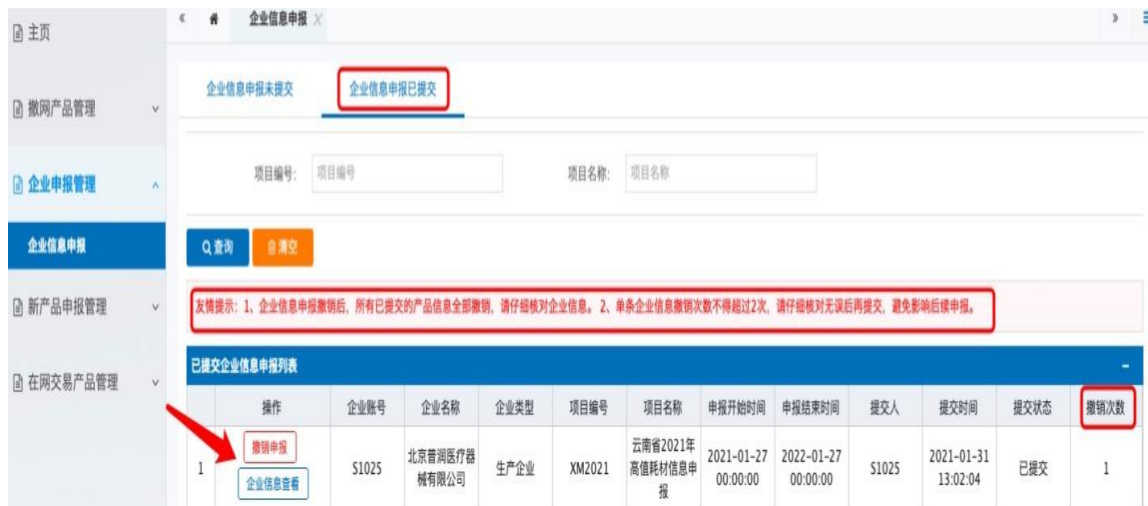 主页
撤网产品管理
企业申报管理
企业信息申报
新产品申报管理
在网交易产品管理
企业信息申报
企业信息申报未提交
企业信息申报已提交
项目编号: 项目编号
项目名称: 项目名称
查询
清空
友情提示: 1、企业信息申报撤销后, 所有已提交的产品信息全部撤销, 请仔细核对企业信息。 2、单条企业信息撤销次数不得超过2次, 请仔细核对无误后再提交, 避免影响后续申报。
已提交企业信息申报列表
操作 企业账号 企业名称 企业类型 项目编号 项目名称 申报开始时间 申报结束时间 提交人 提交时间 提交状态 撤销次数
1
撤销申报
企业信息查看
S1025
北京普润医疗器
械有限公司
生产企业
XM2021
云南省2021年
高值耗材信息申
报
2021-01-27
00:00:00
2022-01-27
00:00:00
S1025
2021-01-31
13:02:04
已提交
1